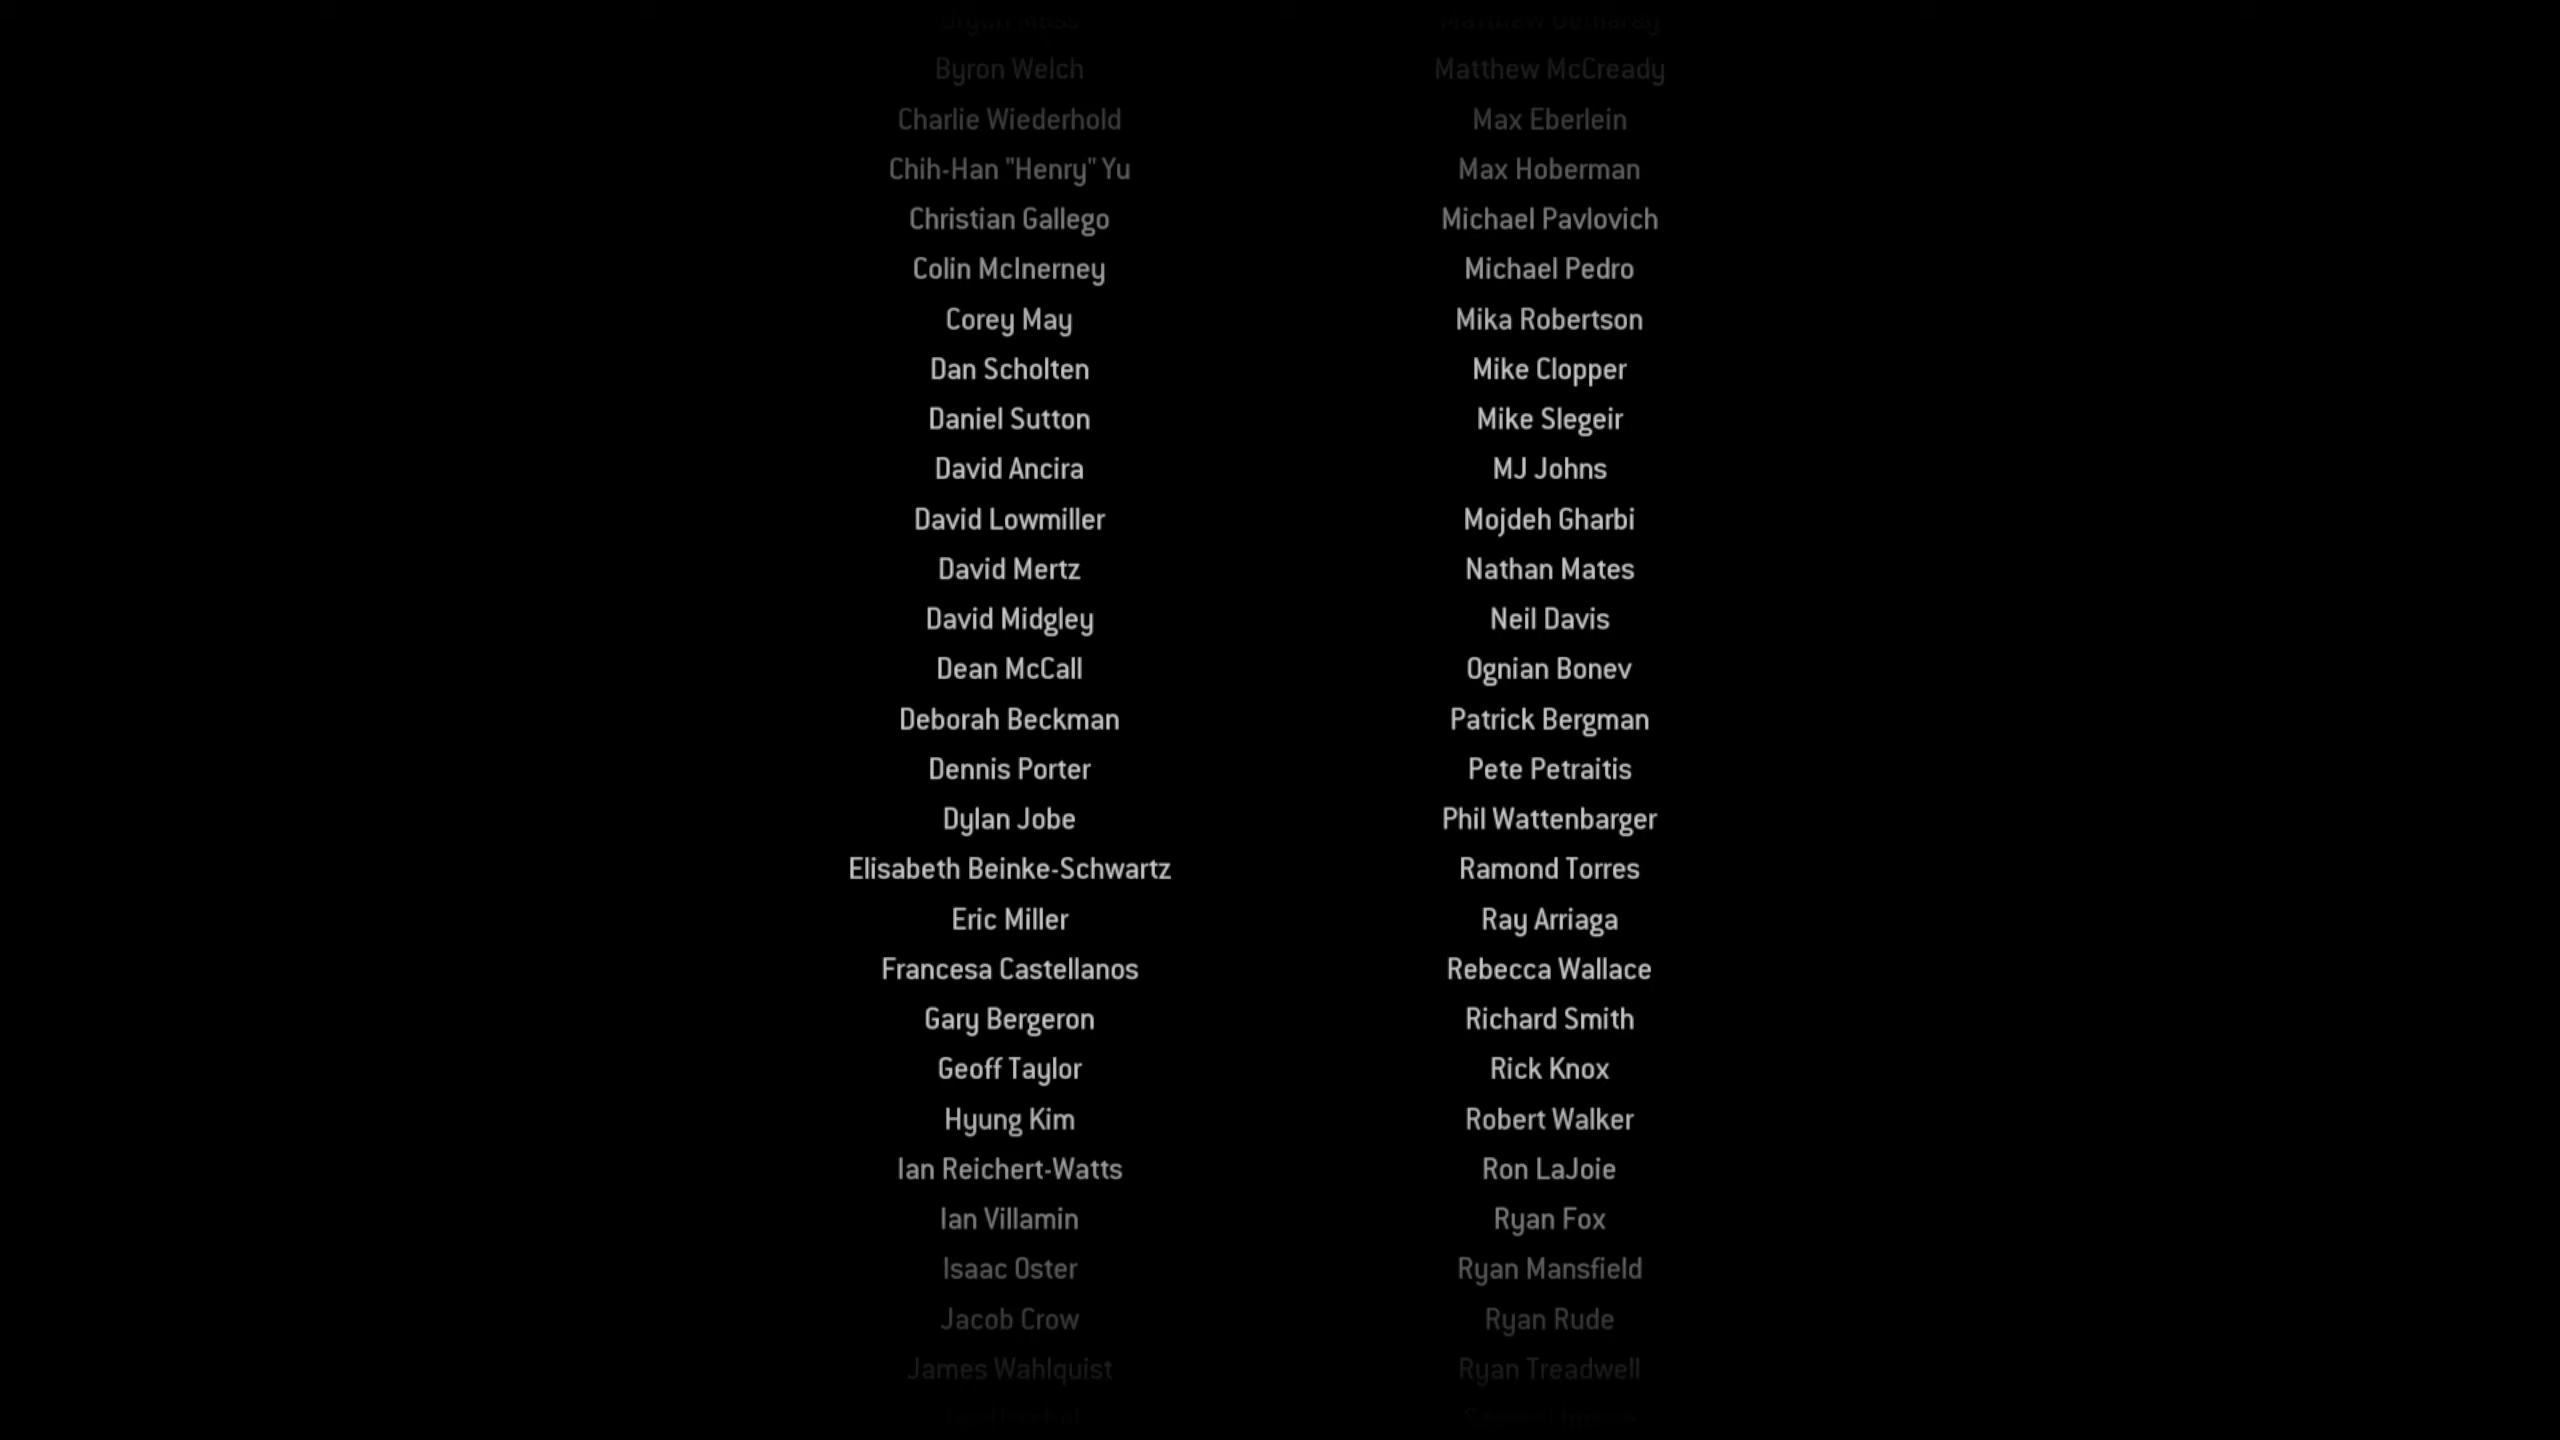 Byron Welch
Charlie Wiederhold
Chih-Han "Henry" Yu
Christian Gallego
Colin McInerney
Corey May
Dan Scholten
Daniel Sutton
David Ancira
David Lowmiller
David Mertz
David Midgley
Dean McCall
Deborah Beckman
Dennis Porter
Dylan Jobe
Elisabeth Beinke-Schwartz
Eric Miller
Francesa Castellanos
Gary Bergeron
Geoff Taylor
Hyung Kim
Ian Reichert-Watts
Ian Villamin
Isaac Oster
Jacob Crow
James Wahlquist
Matthew
Matthew McCready
Max Eberlein
Max Hoberman
Michael Pavlovich
Michael Pedro
Mika Robertson
Mike Clopper
Mike Slegeir
MJ Johns
Mojdeh Gharbi
Nathan Mates
Neil Davis
Ognian Bonev
Patrick Bergman
Pete Petraitis
Phil Wattenbarger
Ramond Torres
Ray Arriaga
Rebecca Wallace
Richard Smith
Rick Knox
Robert Walker
Ron LaJoie
Ryan Fox
Ryan Mansfield
Ryan Rude
Ryan Treadwell